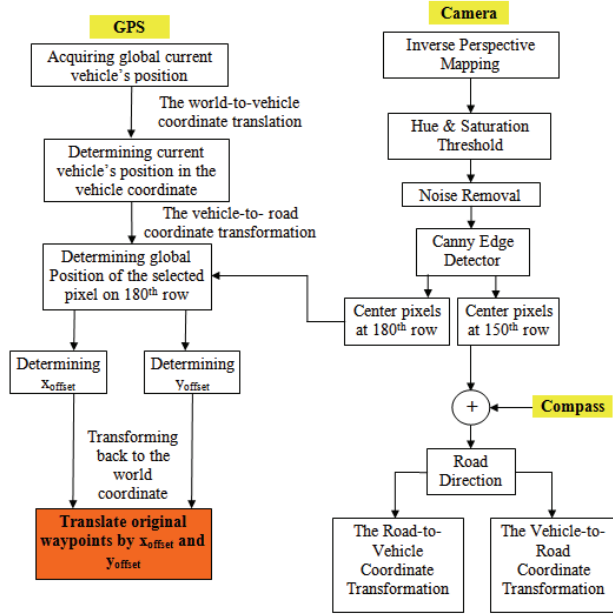 GPS
Acquiring global current
vehicle's position
The world-to-vehicle
coordinate translation
Determining current
vehicle's position in the
vehicle coordinate
The vehicle-to- road
coordinate transformation
Determining global
Position of the selected
pixel on 180th row
Determining
xoffset
Determining
yoffset
Transforming
back to the
world
coordinate
Translate original
waypoints by xoffset and
yoffset
Camera
Inverse Perspective
Mapping
Hue & Saturation
Threshold
Noise Removal
Canny Edge
Detector
Center pixels
at 180th row
Center pixels
at 150th row
+
Compass
Road
Direction
The Road-to-
Vehicle
Coordinate
Transformation
The Vehicle-to-
Road
Coordinate
Transformation